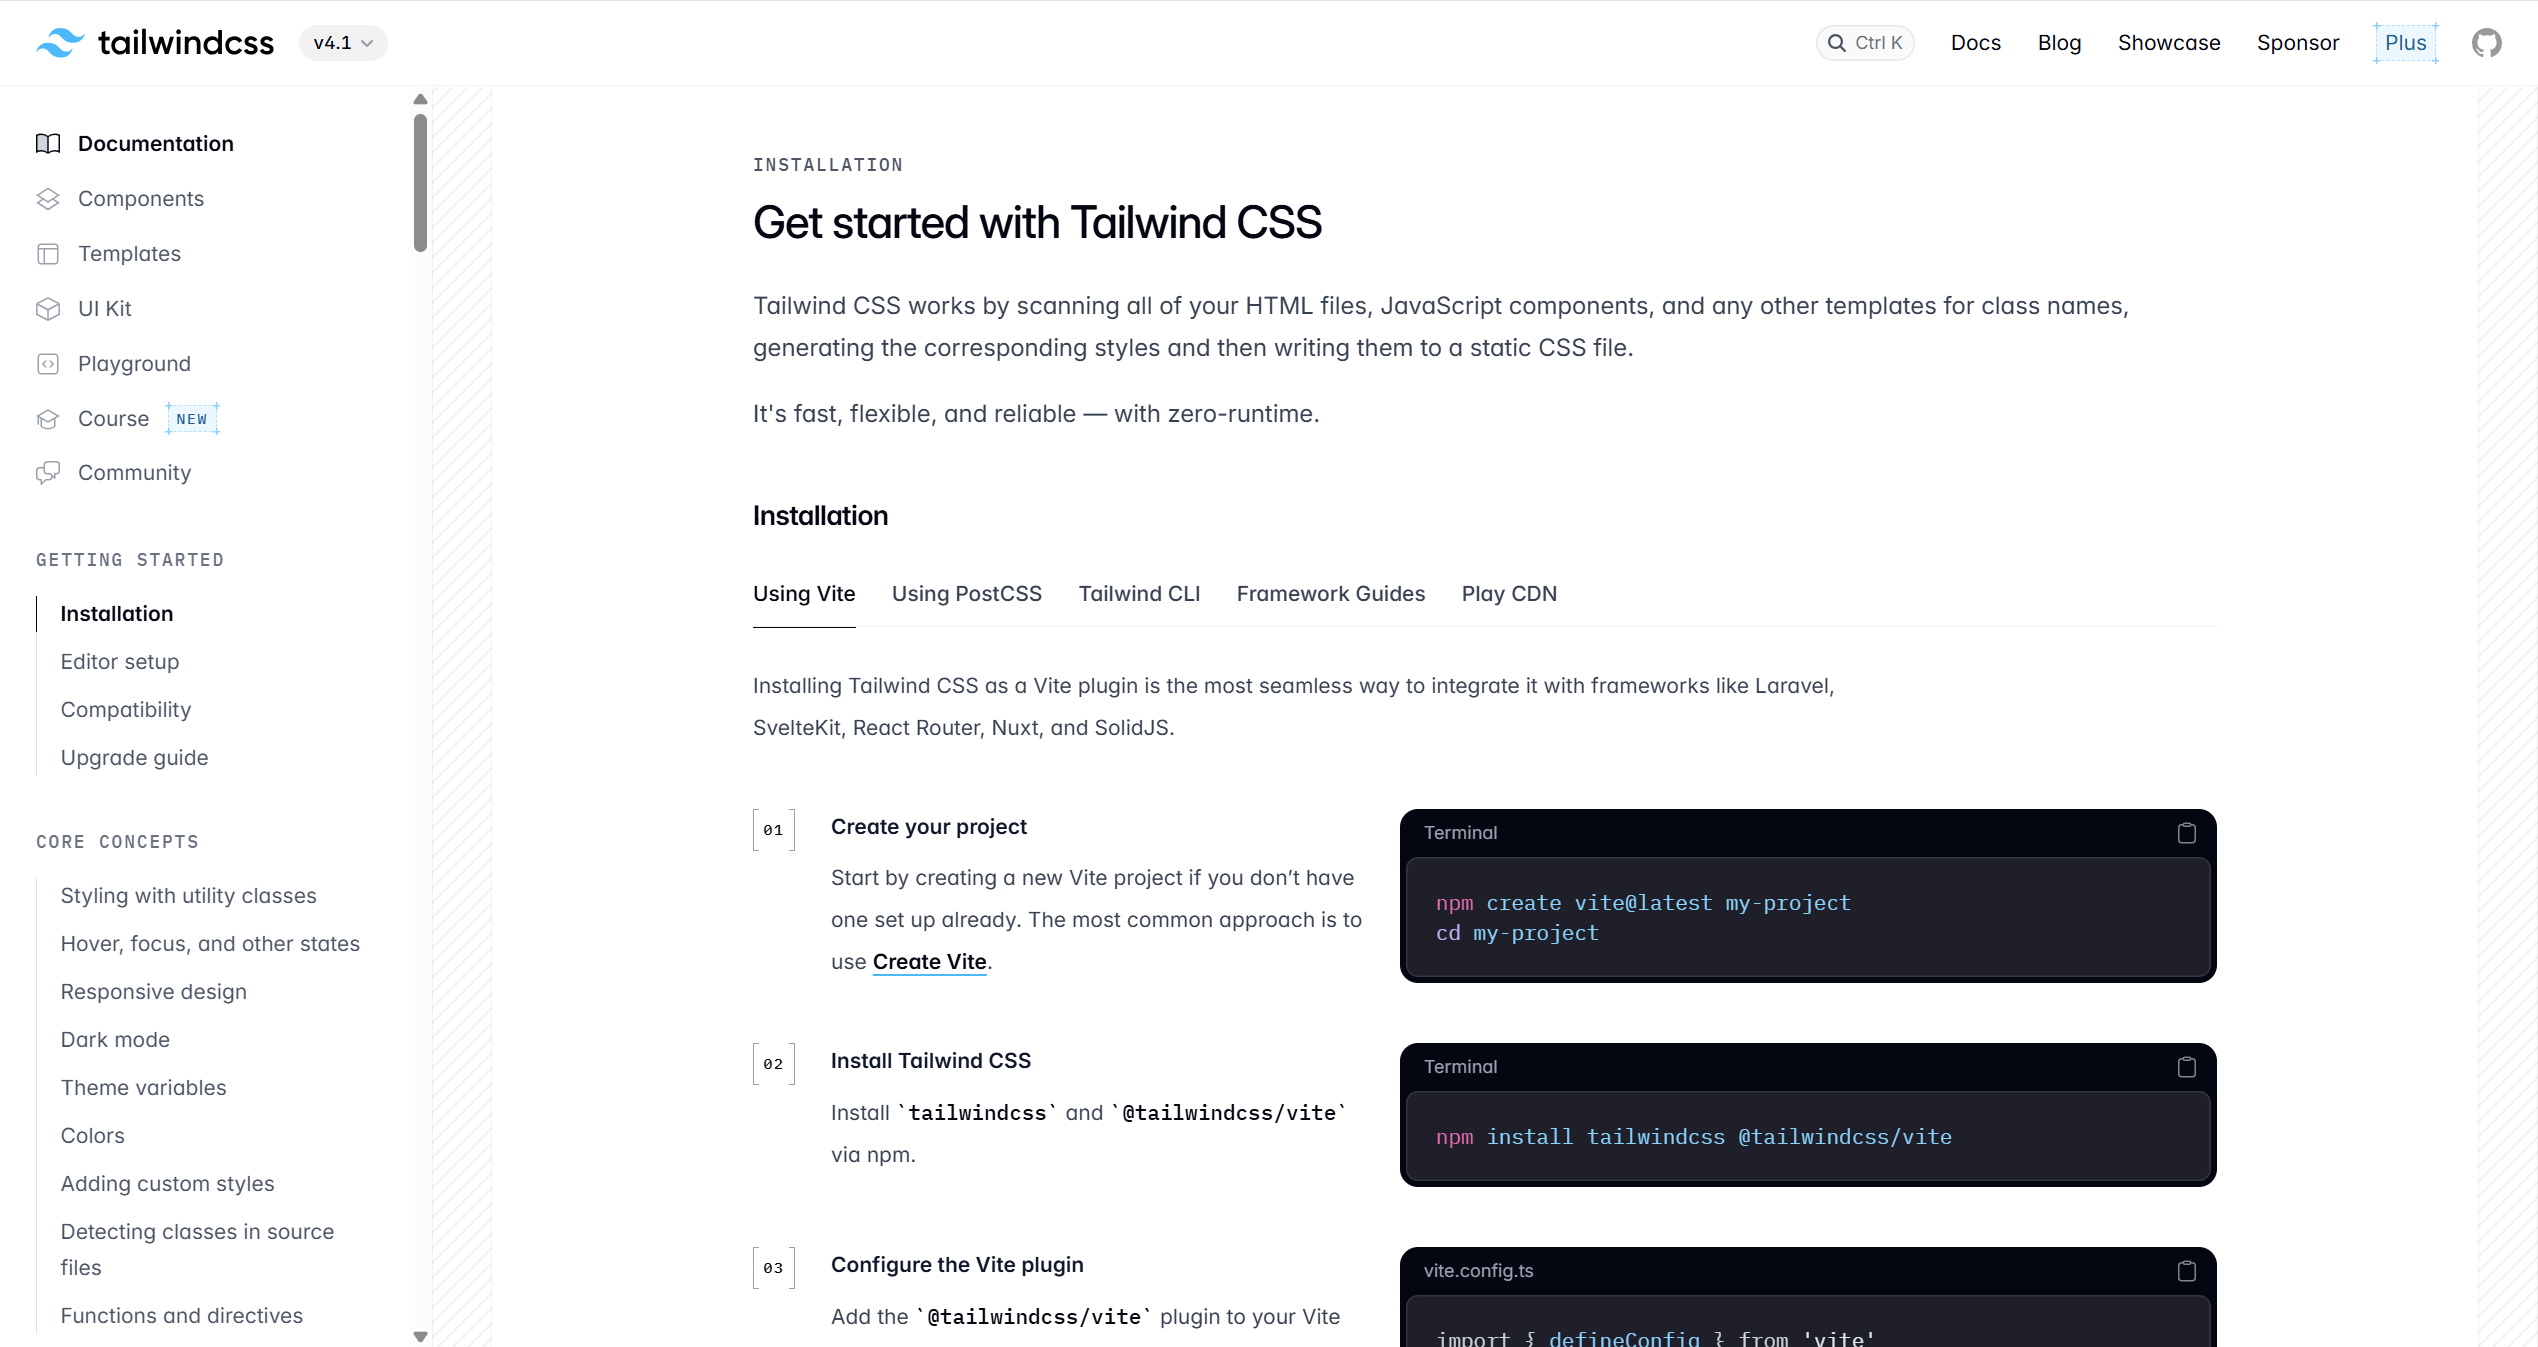 tailwindcss
v4.1
Ctrl K
Docs
Blog
Showcase
Sponsor
Plus
Documentation
Components
Templates
UI Kit
Playground
Course NEW
Community
GETTING STARTED
Installation
Editor setup
Compatibility
Upgrade guide
CORE CONCEPTS
Styling with utility classes
Hover, focus, and other states
Responsive design
Dark mode
Theme variables
Colors
Adding custom styles
Detecting classes in source
files
Functions and directives
INSTALLATION
Get started with Tailwind CSS
Tailwind CSS works by scanning all of your HTML files, JavaScript components, and any other templates for class names,
generating the corresponding styles and then writing them to a static CSS file.
It's fast, flexible, and reliable — with zero-runtime.
Installation
Using Vite
Using PostCSS
Tailwind CLI
Framework Guides
Play CDN
Installing Tailwind CSS as a Vite plugin is the most seamless way to integrate it with frameworks like Laravel,
SvelteKit, React Router, Nuxt, and SolidJS.
01
Create your project
Start by creating a new Vite project if you don’t have
one set up already. The most common approach is to
use Create Vite.
Terminal
npm create vite@latest my-project
cd my-project
02
Install Tailwind CSS
Install `tailwindcss` and `@tailwindcss/vite`
via npm.
Terminal
npm install tailwindcss @tailwindcss/vite
03
Configure the Vite plugin
Add the `@tailwindcss/vite` plugin to your Vite
vite.config.ts
import { defineConfig } from 'vite'